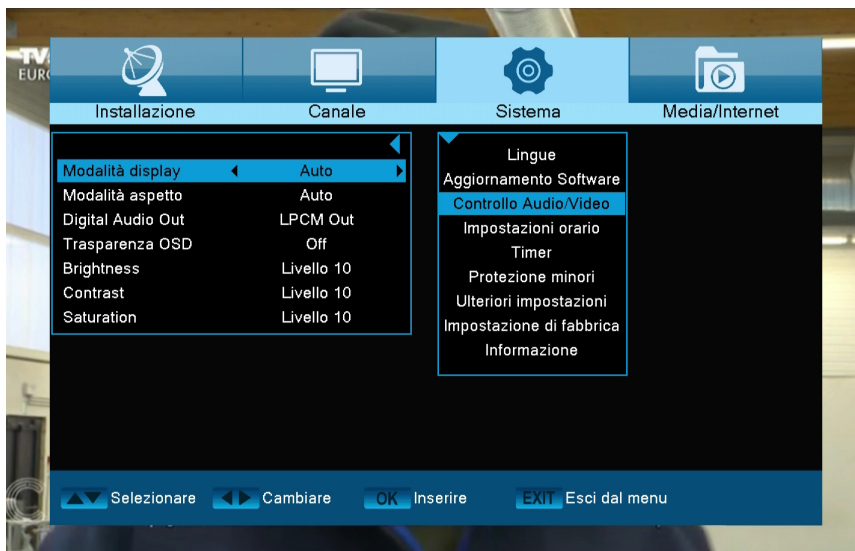 TV
EURO
Installazione
Canale
Sistema
Media/Internet
Modalità display Auto
Modalità aspetto Auto
Digital Audio Out LPCM Out
Trasparenza OSD Off
Brightness Livello 10
Contrast Livello 10
Saturation Livello 10
Lingue
Aggiornamento Software
Controllo Audio/Video
Impostazioni orario
Timer
Protezione minori
Ulteriori impostazioni
Impostazione di fabbrica
Informazione
Selezionare Cambiare OK Inserire EXIT Esci dal menu